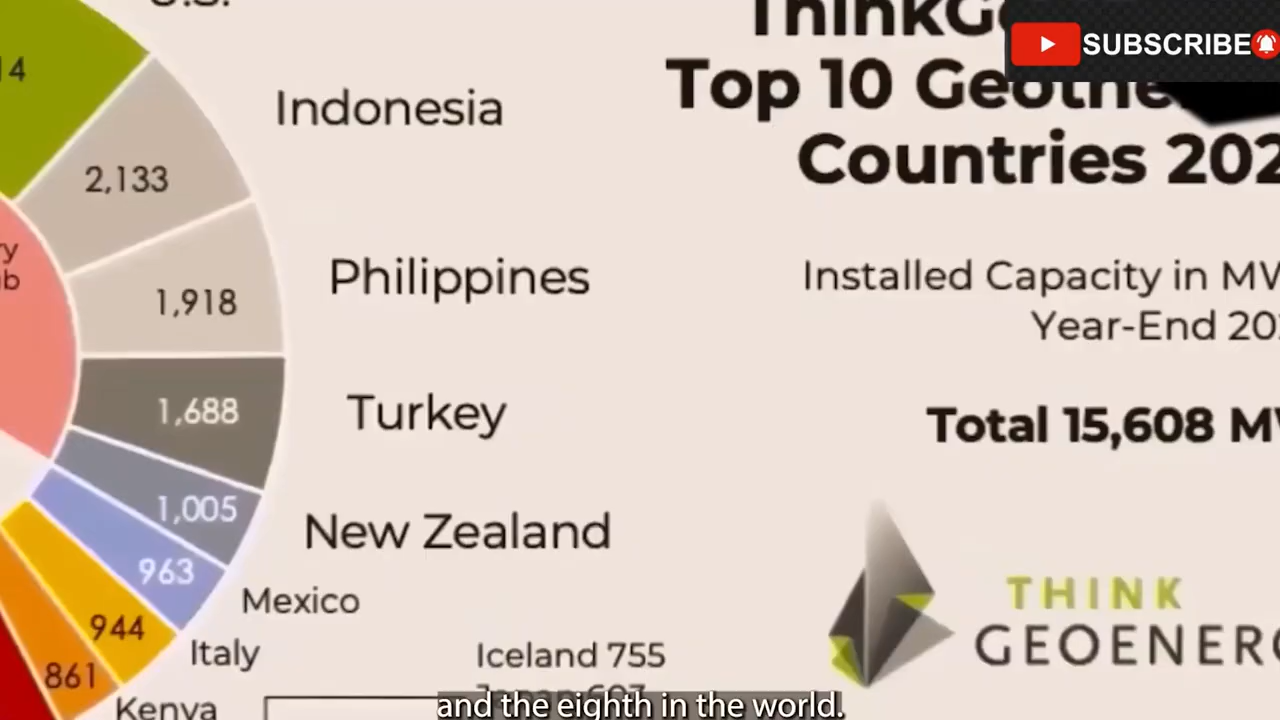 U.S.
14
Indonesia
2,133
Philippines
1,918
Turkey
1,688
New Zealand
1,005
Mexico
963
Italy
944
Kenya
861
Iceland 755
Top 10
Countries 202
Installed Capacity in MW
Year-End 202
Total 15,608 MW
THINK
GEOENERG
SUBSCRIBE
and the eighth in the world.